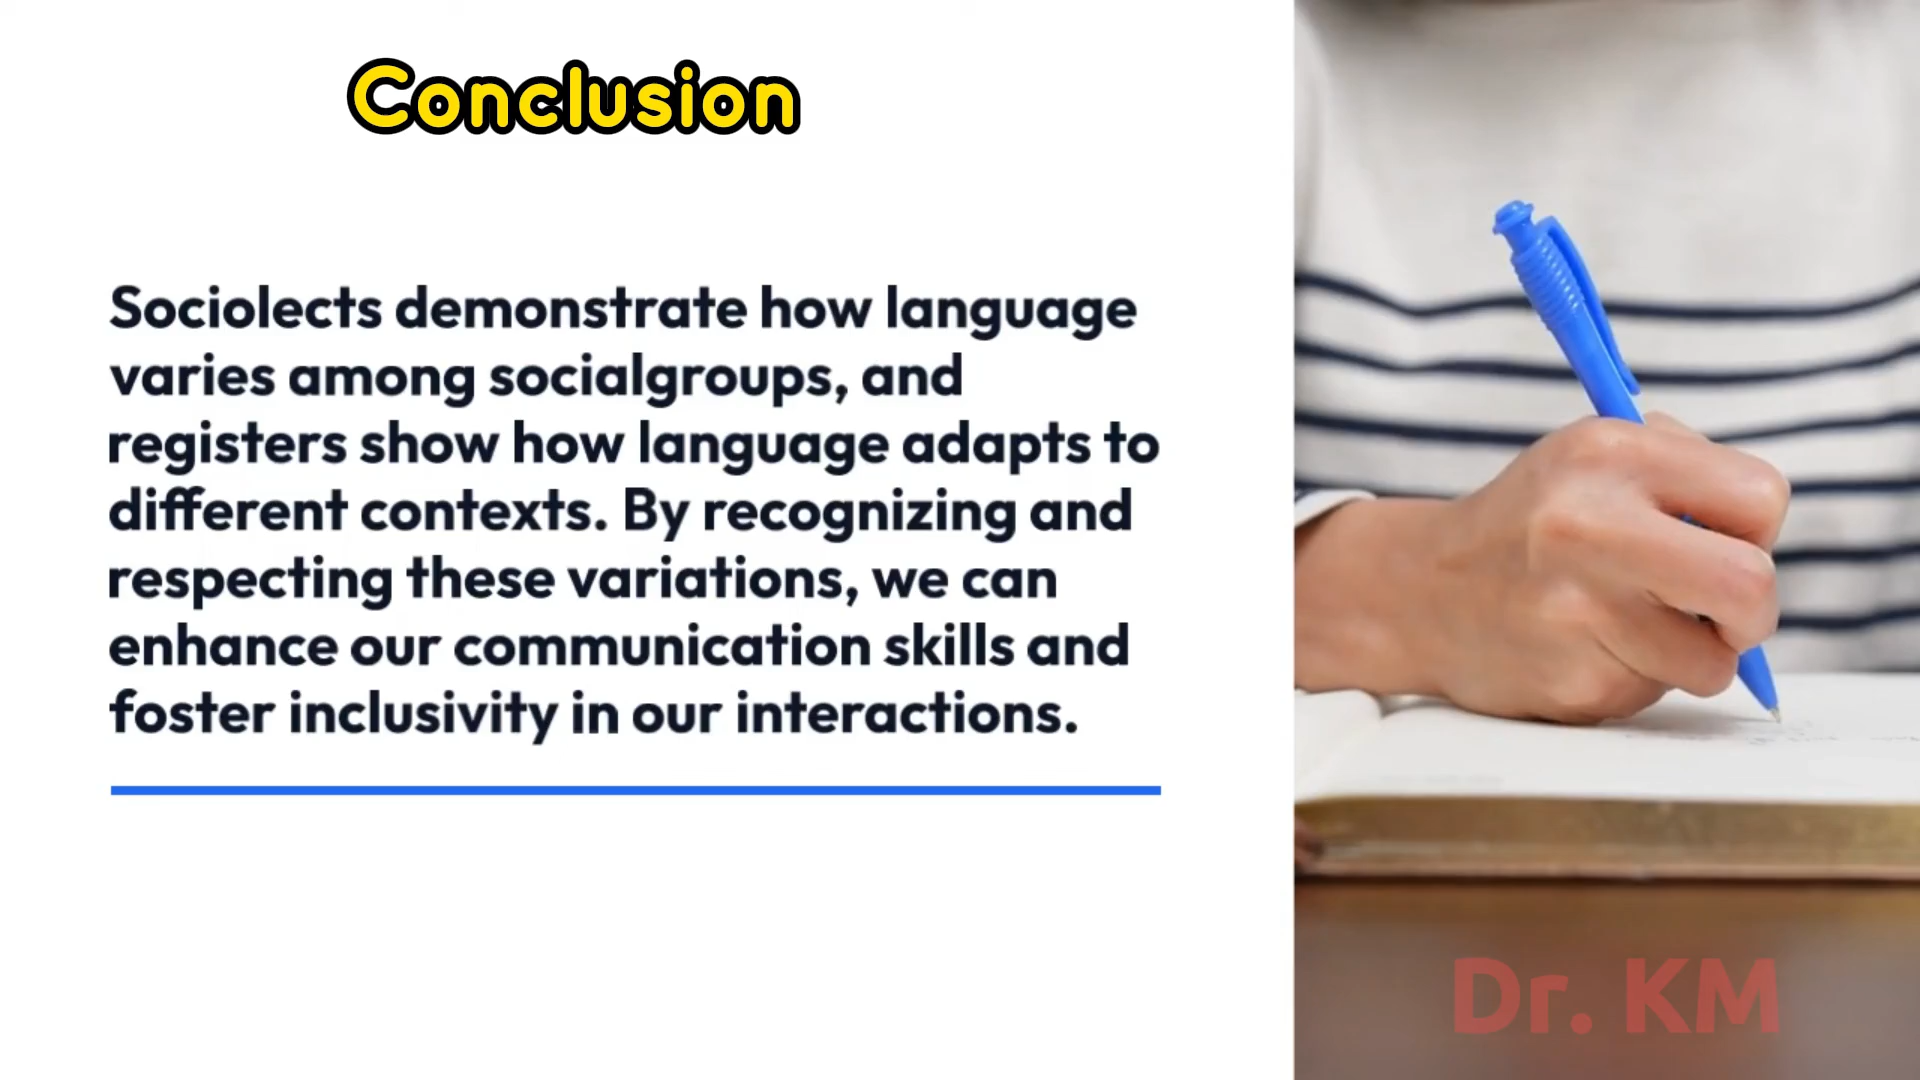 Conclusion
Sociolects demonstrate how language
varies among socialgroups, and
registers show how language adapts to
different contexts. By recognizing and
respecting these variations, we can
enhance our communication skills and
foster inclusivity in our interactions.
Dr. KM